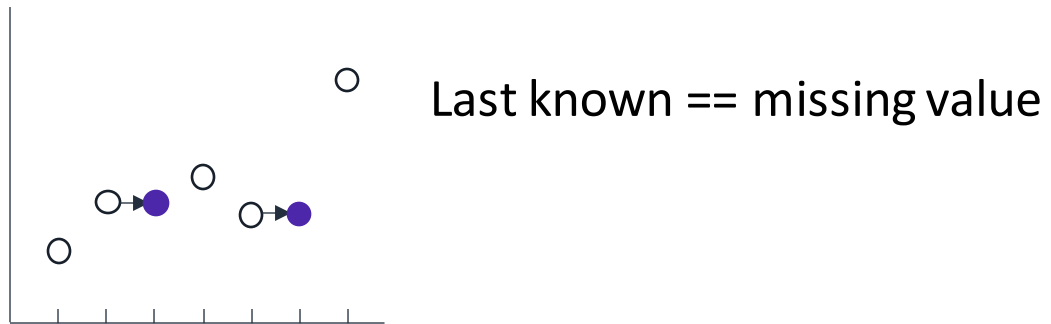 Last known == missing value